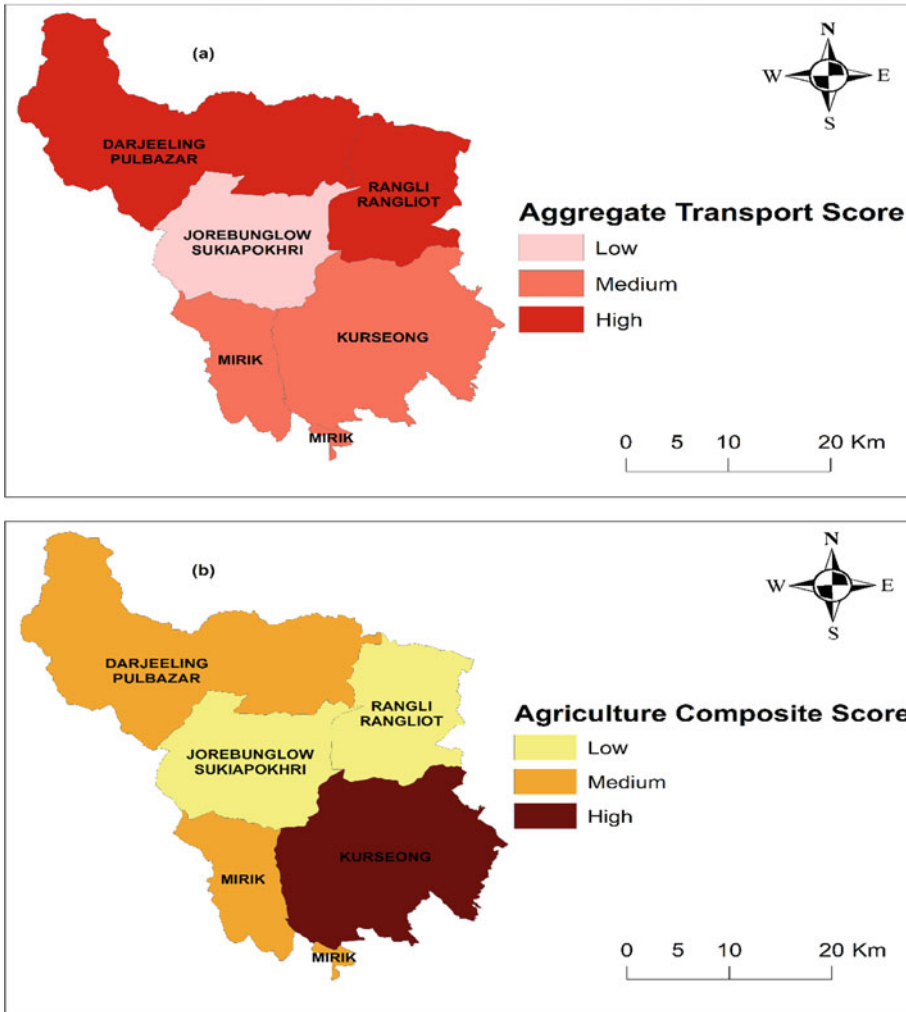 (a)
N
W E
S
DARJEELING
PULBAZAR
RANGLI
RANGLIOT
JOREBUNGLOW
SUKIAPOKHRI
KURSEONG
MIRIK
MIRIK
Aggregate Transport Score
Low
Medium
High
0 5 10 20 Km
(b)
N
W E
S
DARJEELING
PULBAZAR
RANGLI
RANGLIOT
JOREBUNGLOW
SUKIAPOKHRI
KURSEONG
MIRIK
MIRIK
Agriculture Composite Score
Low
Medium
High
0 5 10 20 Km